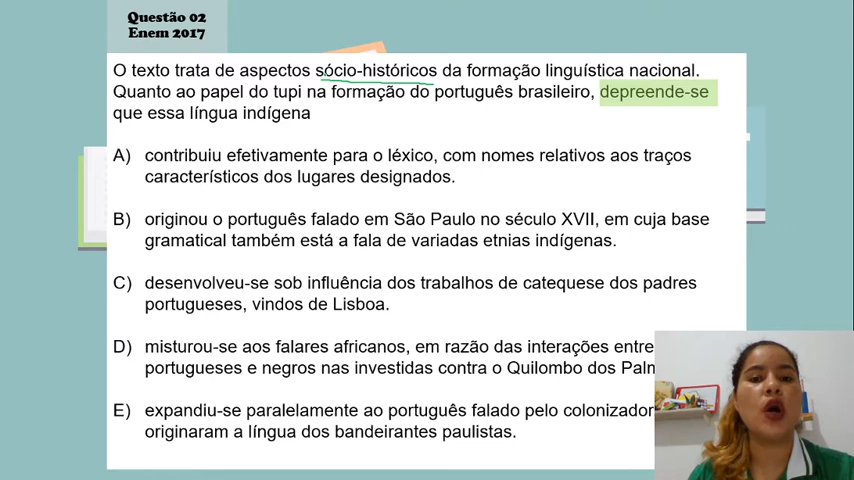 Questão 02
Enem 2017
O texto trata de aspectos sócio-históricos da formação linguística nacional.
Quanto ao papel do tupi na formação do português brasileiro, depreende-se
que essa língua indígena
A) contribuiu efetivamente para o léxico, com nomes relativos aos traços
característicos dos lugares designados.
B) originou o português falado em São Paulo no século XVII, em cuja base
gramatical também está a fala de variadas etnias indígenas.
C) desenvolveu-se sob influência dos trabalhos de catequese dos padres
portugueses, vindos de Lisboa.
D) misturou-se aos falares africanos, em razão das interações entre
portugueses e negros nas investidas contra o Quilombo dos
E) expandiu-se paralelamente ao português falado pelo colonizador
originaram a língua dos bandeirantes paulistas.